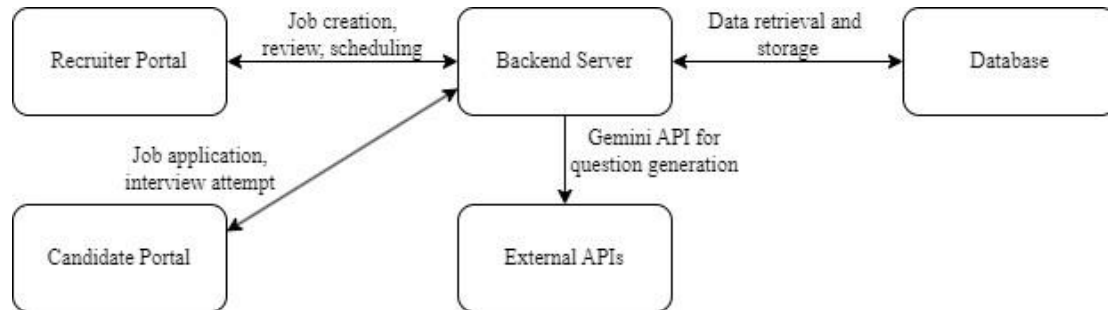 Job creation,
review, scheduling
Data retrieval and
storage
Recruiter Portal
Backend Server
Database
Gemini API for
question generation
Job application,
interview attempt
Candidate Portal
External APIs